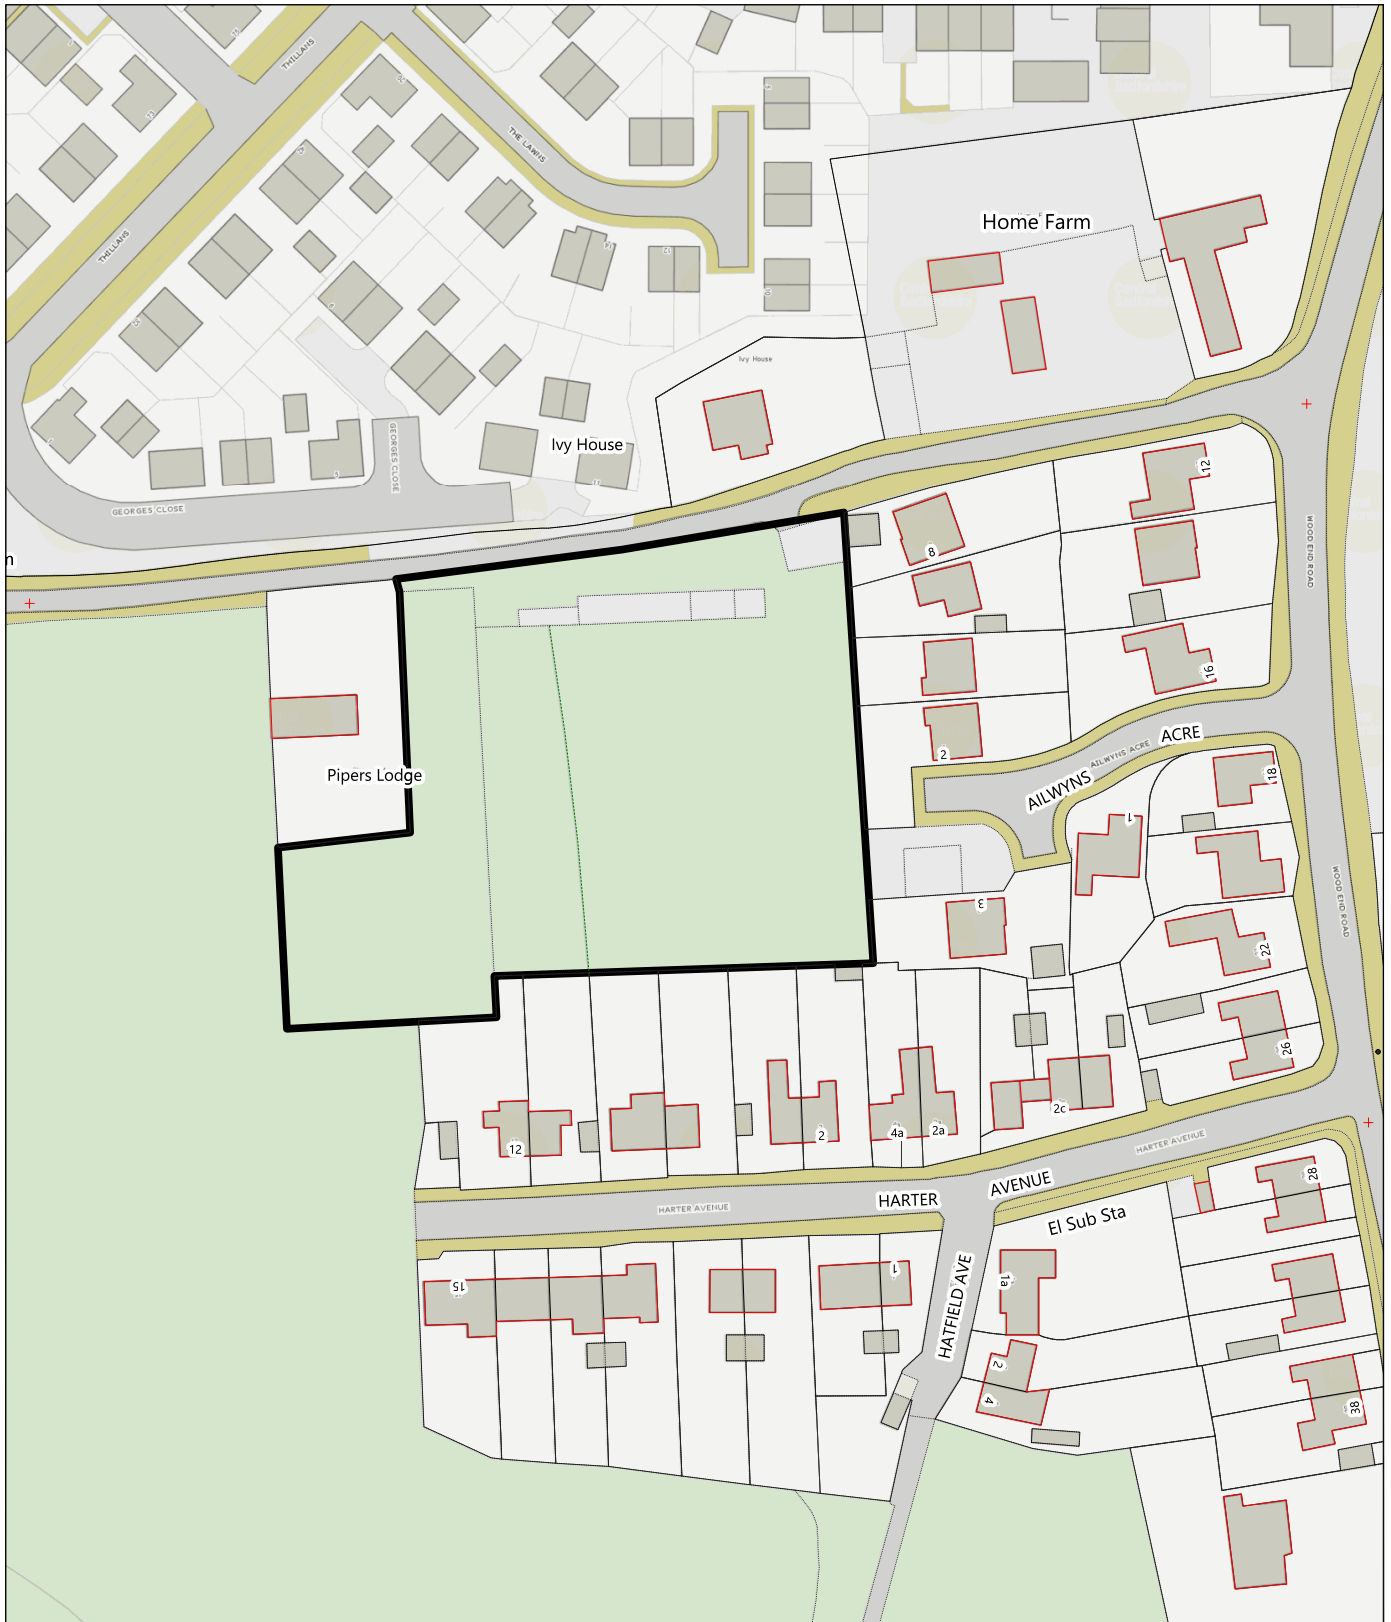 THILLANS
THILLANS
THE LAWNS
Home Farm
Ivy House
Ivy House
GEORGES CLOSE
GEORGES CLOSE
11
12
8
WOOD END ROAD
16
2
Pipers Lodge
ACRE
AILWYNS ACRE
AILWYNS
18
1
WOOD END ROAD
3
22
26
2c
12
2
4a
2a
HARTER AVENUE
28
AVENUE
HARTER
HARTER AVENUE
El Sub Sta
15
1
1a
HATFIELD AVE
2
4
38